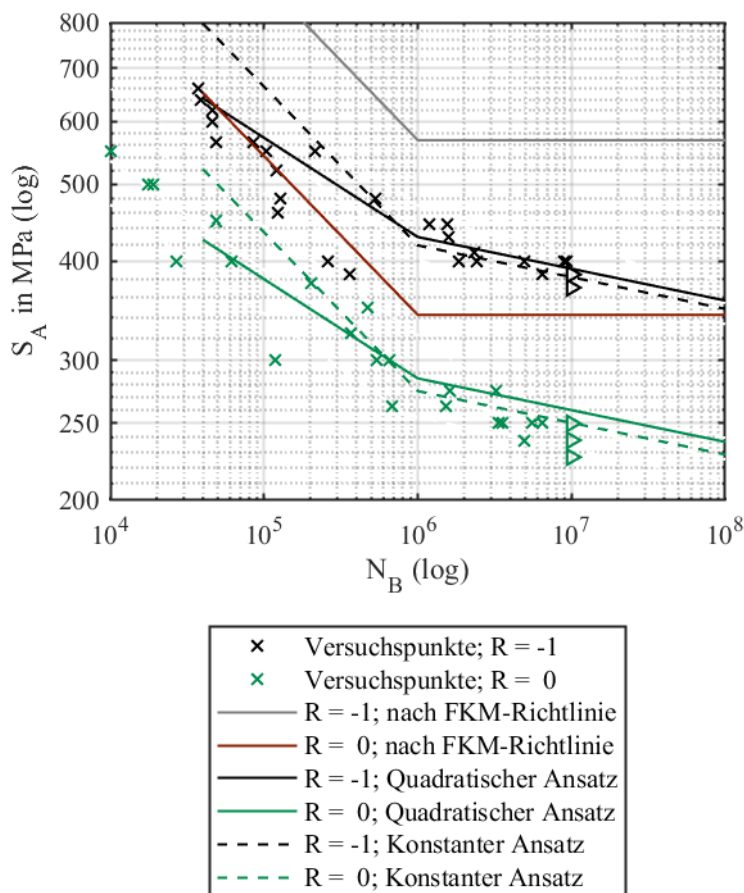 800
700
600
500
400
300
250
200
S_A in MPa (log)
10^4 10^5 10^6 10^7 10^8
N_B (log)
Versuchspunkte; R = -1
Versuchspunkte; R = 0
R = -1; nach FKM-Richtlinie
R = 0; nach FKM-Richtlinie
R = -1; Quadratischer Ansatz
R = 0; Quadratischer Ansatz
R = -1; Konstanter Ansatz
R = 0; Konstanter Ansatz